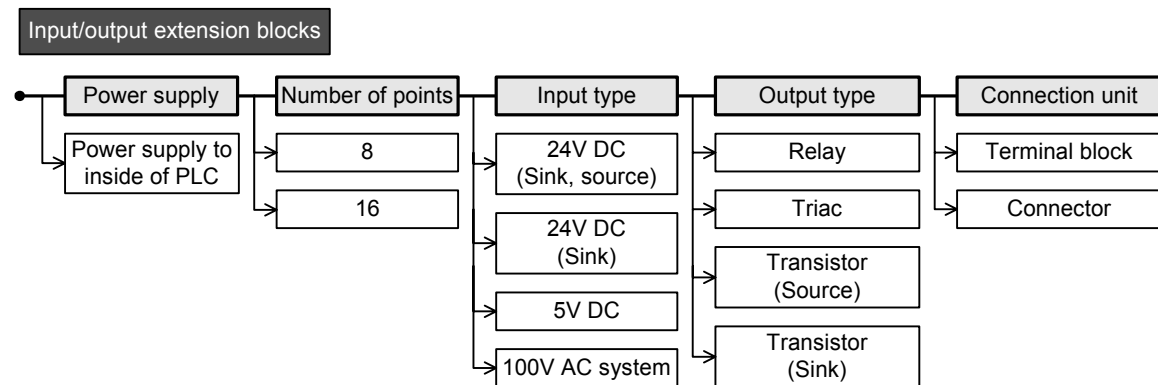 Input/output extension blocks
Power supply
Number of points
Input type
Output type
Connection unit
Power supply to
inside of PLC
8
16
24V DC
(Sink, source)
24V DC
(Sink)
5V DC
100V AC system
Relay
Triac
Transistor
(Source)
Transistor
(Sink)
Terminal block
Connector